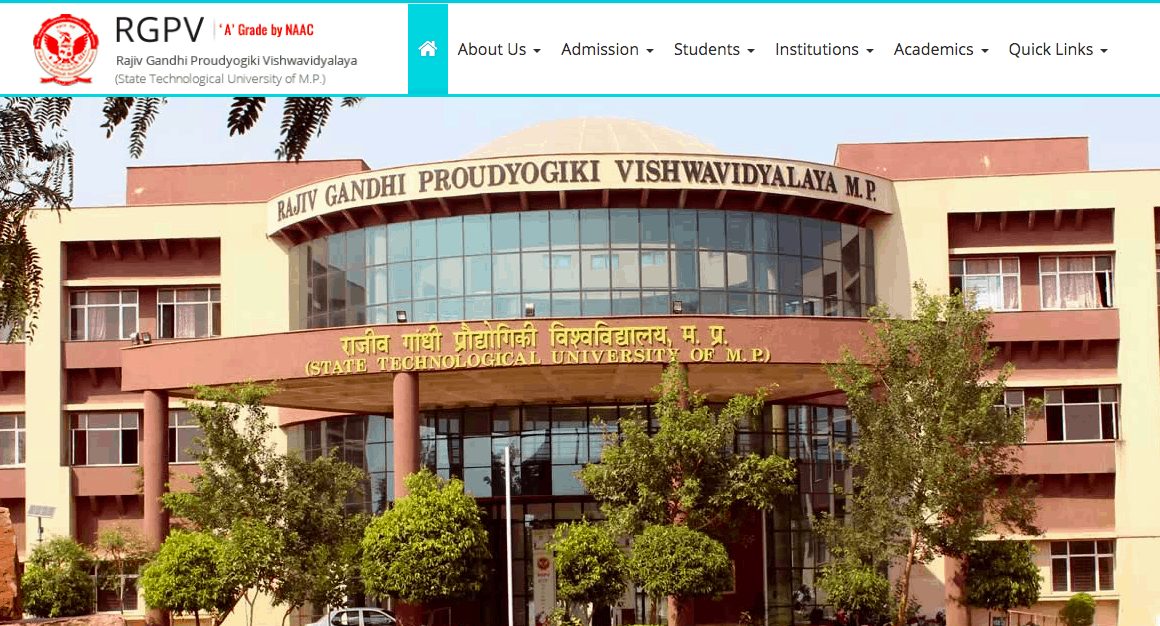 RGPV 'A' Grade by NAAC
Rajiv Gandhi Proudyogiki Vishwavidyalaya
(State Technological University of M.P.)
About Us Admission Students Institutions Academics Quick Links
RAJIV GANDHI PROUDYOGIKI VISHWAVIDYALAYA M.P.
राजीव गांधी प्रौद्योगिकी विश्वविद्यालय, म. प्र.
(STATE TECHNOLOGICAL UNIVERSITY OF M.P.)
RGPV